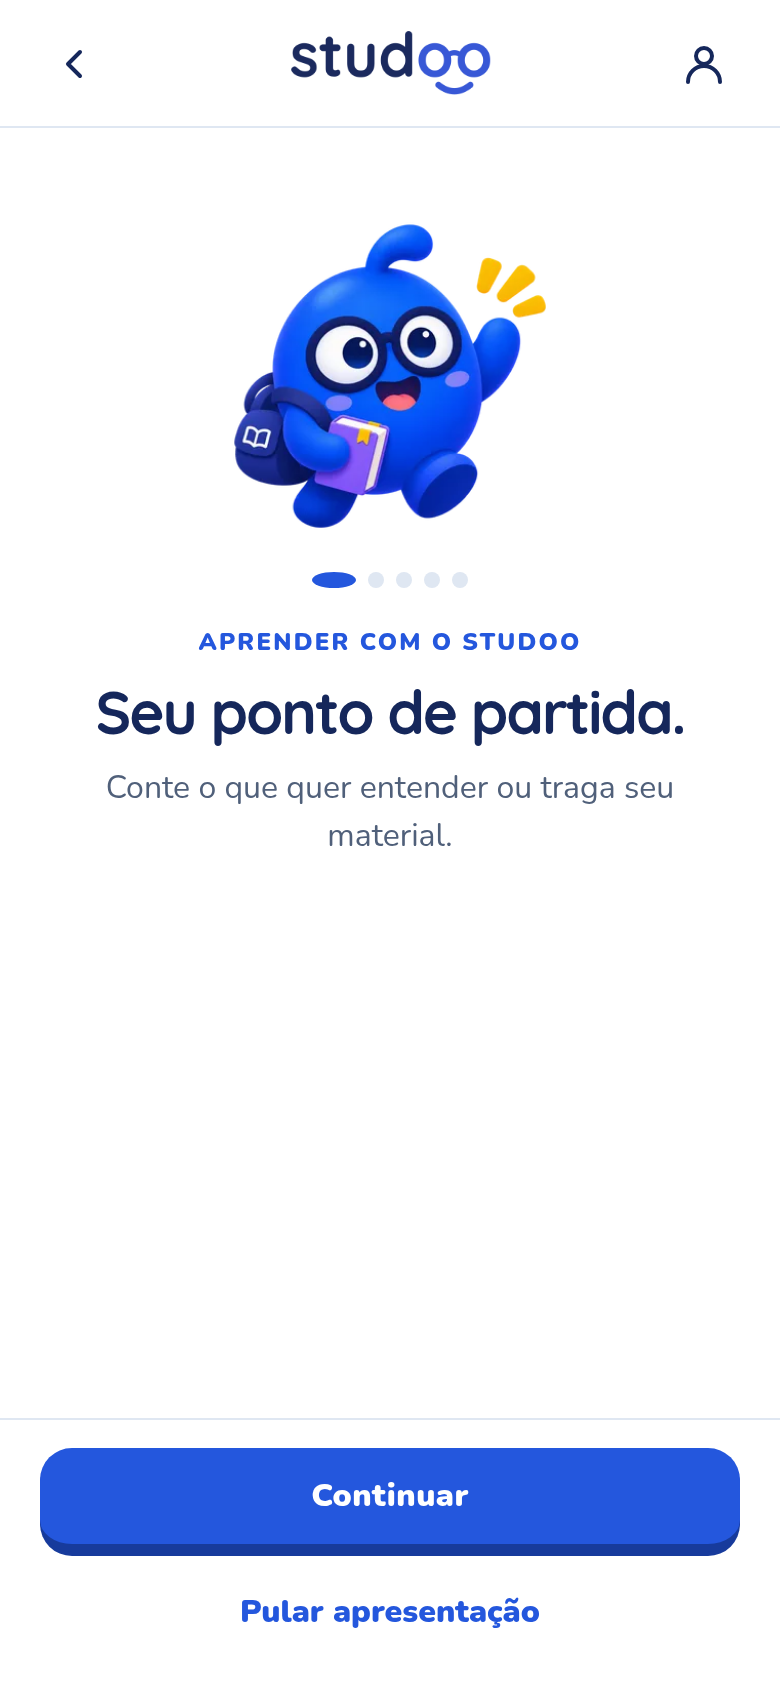 studoo
APRENDER COM O STUDOO
Seu ponto de partida.
Conte o que quer entender ou traga seu
material.
Continuar
Pular apresentação